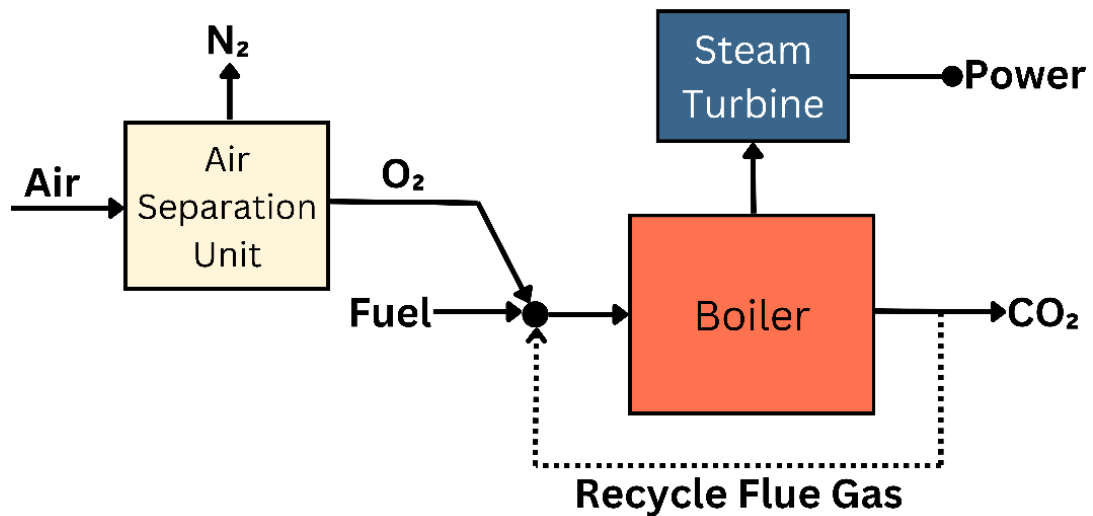 N₂
Steam
Turbine
Power
Air
Air
Separation
Unit
O₂
Fuel
Boiler
CO₂
Recycle Flue Gas